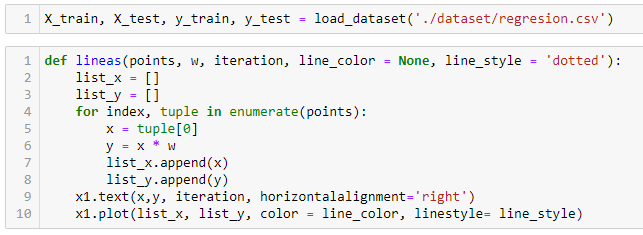 1 X_train, X_test, y_train, y_test = load_dataset('./dataset/regresion.csv')
1 def lineas(points, w, iteration, line_color = None, line_style = 'dotted'):
2     list_x = []
3     list_y = []
4     for index, tuple in enumerate(points):
5         x = tuple[0]
6         y = x * w
7         list_x.append(x)
8         list_y.append(y)
9     x1.text(x,y, iteration, horizontalalignment='right')
10     x1.plot(list_x, list_y, color = line_color, linestyle= line_style)